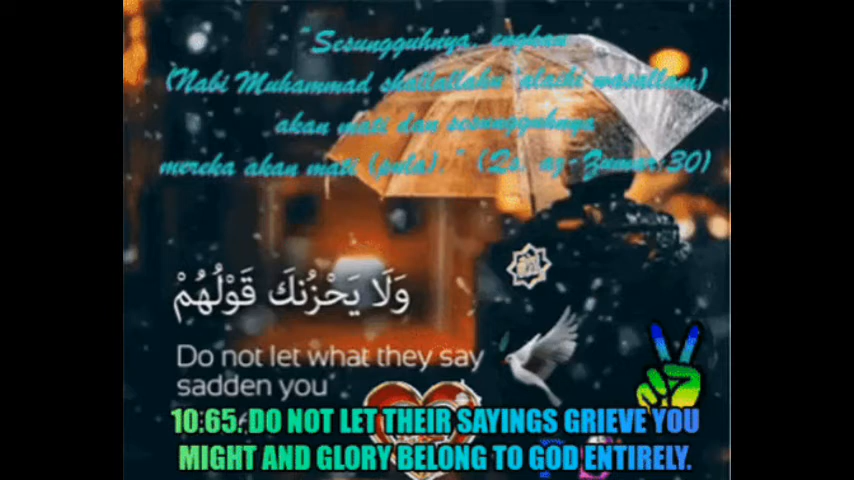 "Sesungguhnya, engkau
(Nabi Muhammad shallallahu 'alaihi wasallam)
akan mati dan sesungguhnya
mereka akan mati (pula)." (Qs. az-Zumar:30)
وَلَا يَحْزُنكَ قَوْلُهُمْ
Do not let what they say
sadden you
10:65. DO NOT LET THEIR SAYINGS GRIEVE YOU
MIGHT AND GLORY BELONG TO GOD ENTIRELY.